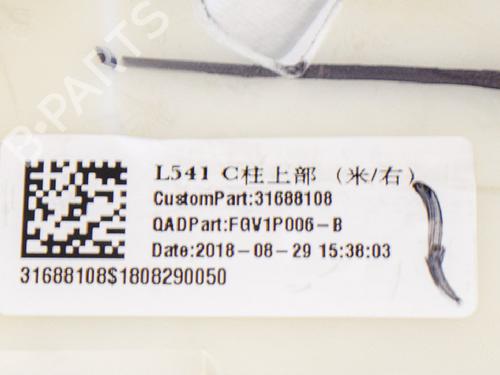 B-PARTS
L541 C柱上部 (米/右)
CustomPart:31688108
QADPart:FGV1P006-B
Date:2018-08-29 15:38:03
31688108$1808290050